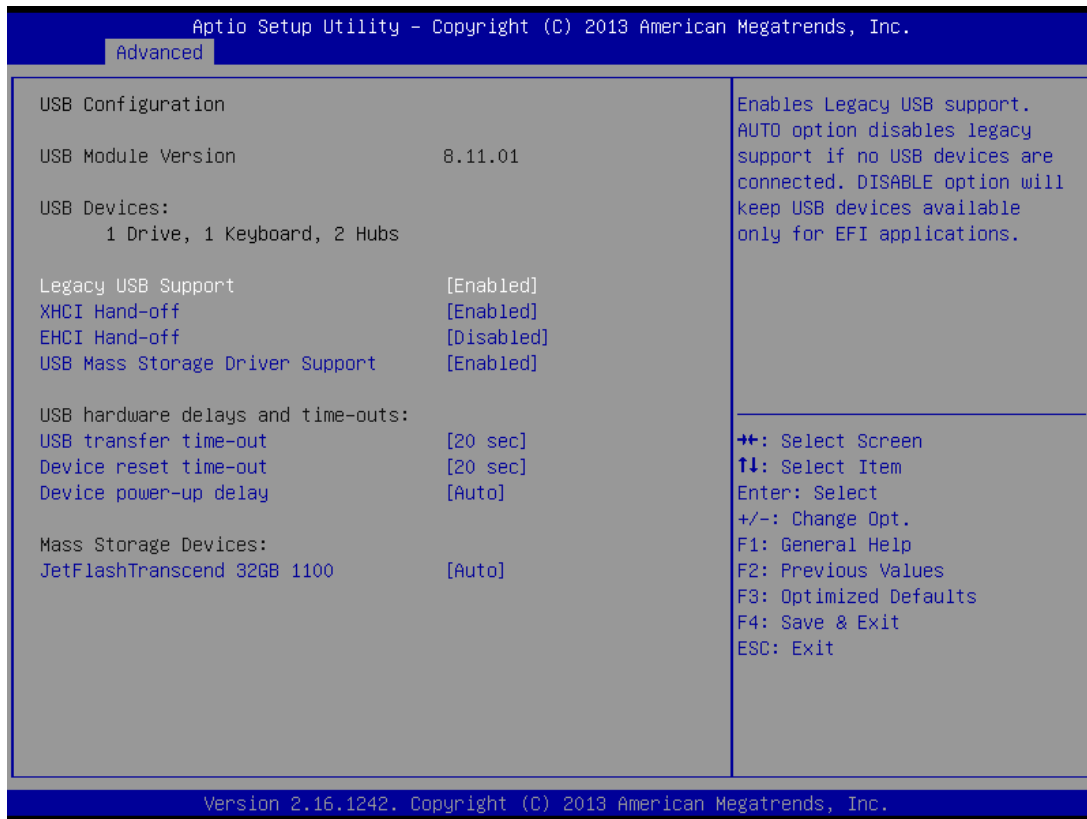 Aptio Setup Utility – Copyright (C) 2013 American Megatrends, Inc.
Advanced
USB Configuration
USB Module Version 8.11.01
USB Devices:
1 Drive, 1 Keyboard, 2 Hubs
Legacy USB Support [Enabled]
XHCI Hand-off [Enabled]
EHCI Hand-off [Disabled]
USB Mass Storage Driver Support [Enabled]
USB hardware delays and time-outs:
USB transfer time-out [20 sec]
Device reset time-out [20 sec]
Device power-up delay [Auto]
Mass Storage Devices:
JetFlashTranscend 32GB 1100 [Auto]
Enables Legacy USB support.
AUTO option disables legacy
support if no USB devices are
connected. DISABLE option will
keep USB devices available
only for EFI applications.
→←: Select Screen
↑↓: Select Item
Enter: Select
+/-: Change Opt.
F1: General Help
F2: Previous Values
F3: Optimized Defaults
F4: Save & Exit
ESC: Exit
Version 2.16.1242. Copyright (C) 2013 American Megatrends, Inc.